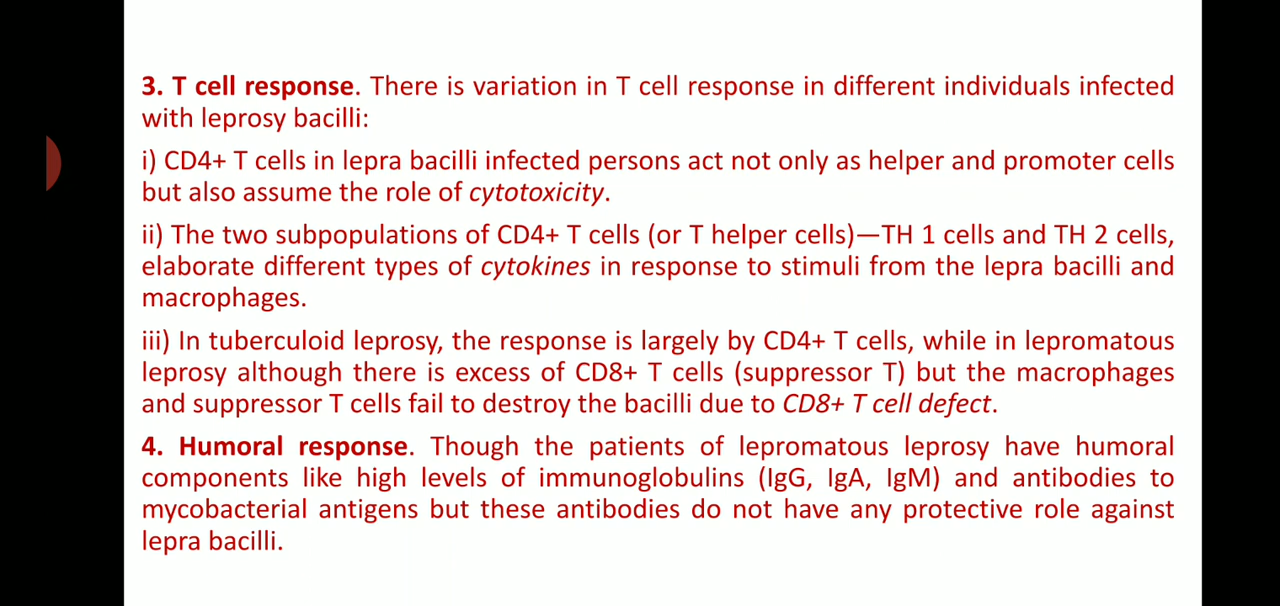 3. T cell response. There is variation in T cell response in different individuals infected
with leprosy bacilli:
i) CD4+ T cells in lepra bacilli infected persons act not only as helper and promoter cells
but also assume the role of cytotoxicity.
ii) The two subpopulations of CD4+ T cells (or T helper cells)—TH 1 cells and TH 2 cells,
elaborate different types of cytokines in response to stimuli from the lepra bacilli and
macrophages.
iii) In tuberculoid leprosy, the response is largely by CD4+ T cells, while in lepromatous
leprosy although there is excess of CD8+ T cells (suppressor T) but the macrophages
and suppressor T cells fail to destroy the bacilli due to CD8+ T cell defect.
4. Humoral response. Though the patients of lepromatous leprosy have humoral
components like high levels of immunoglobulins (IgG, IgA, IgM) and antibodies to
mycobacterial antigens but these antibodies do not have any protective role against
lepra bacilli.